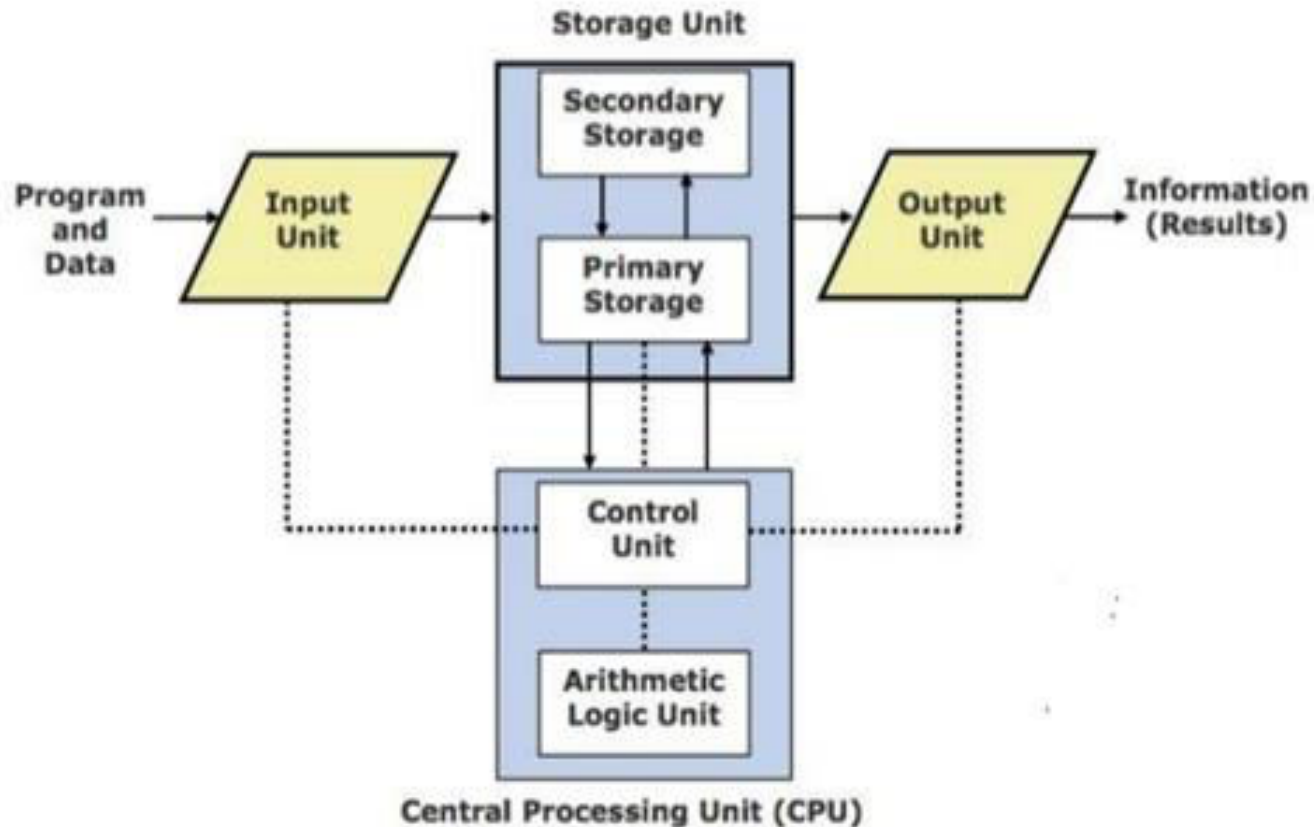 Storage Unit
Secondary
Storage
Program
and
Data
Input
Unit
Primary
Storage
Output
Unit
Information
(Results)
Control
Unit
Arithmetic
Logic Unit
Central Processing Unit (CPU)